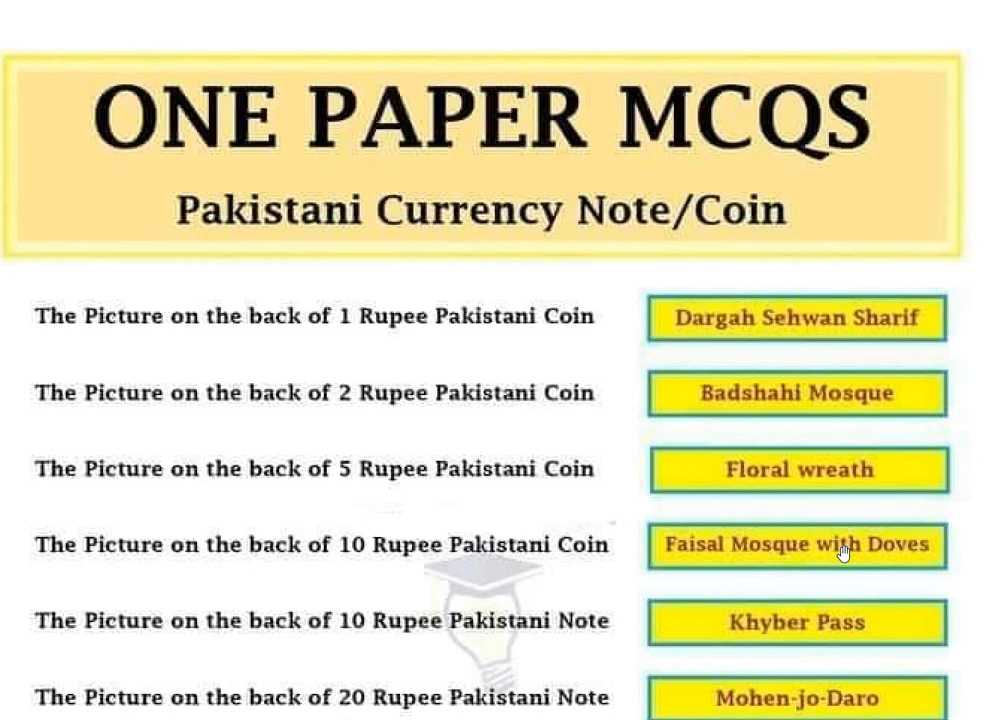 ONE PAPER MCQS
Pakistani Currency Note/Coin
The Picture on the back of 1 Rupee Pakistani Coin Dargah Sehwan Sharif
The Picture on the back of 2 Rupee Pakistani Coin Badshahi Mosque
The Picture on the back of 5 Rupee Pakistani Coin Floral wreath
The Picture on the back of 10 Rupee Pakistani Coin Faisal Mosque with Doves
The Picture on the back of 10 Rupee Pakistani Note Khyber Pass
The Picture on the back of 20 Rupee Pakistani Note Mohen-jo-Daro